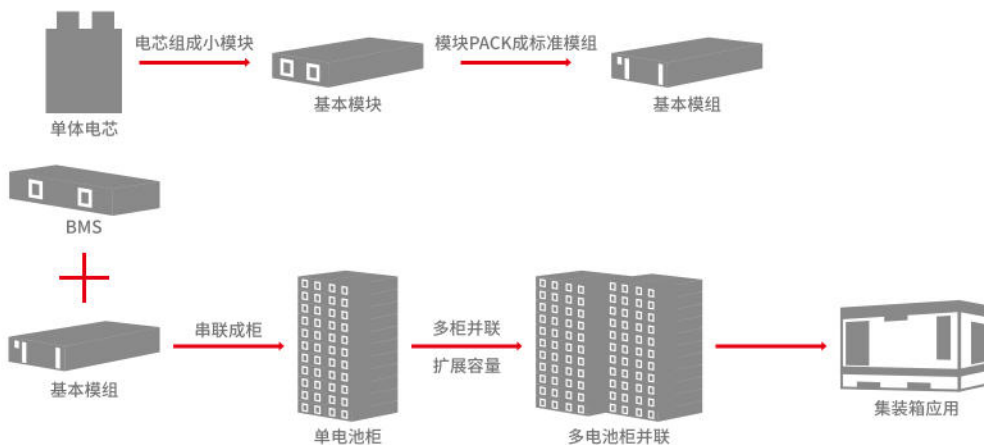 电芯组成小模块
模块PACK成标准模组
基本模块
基本模组
单体电芯
BMS
串联成柜
多柜并联
扩展容量
基本模组
单电池柜
多电池柜并联
集装箱应用